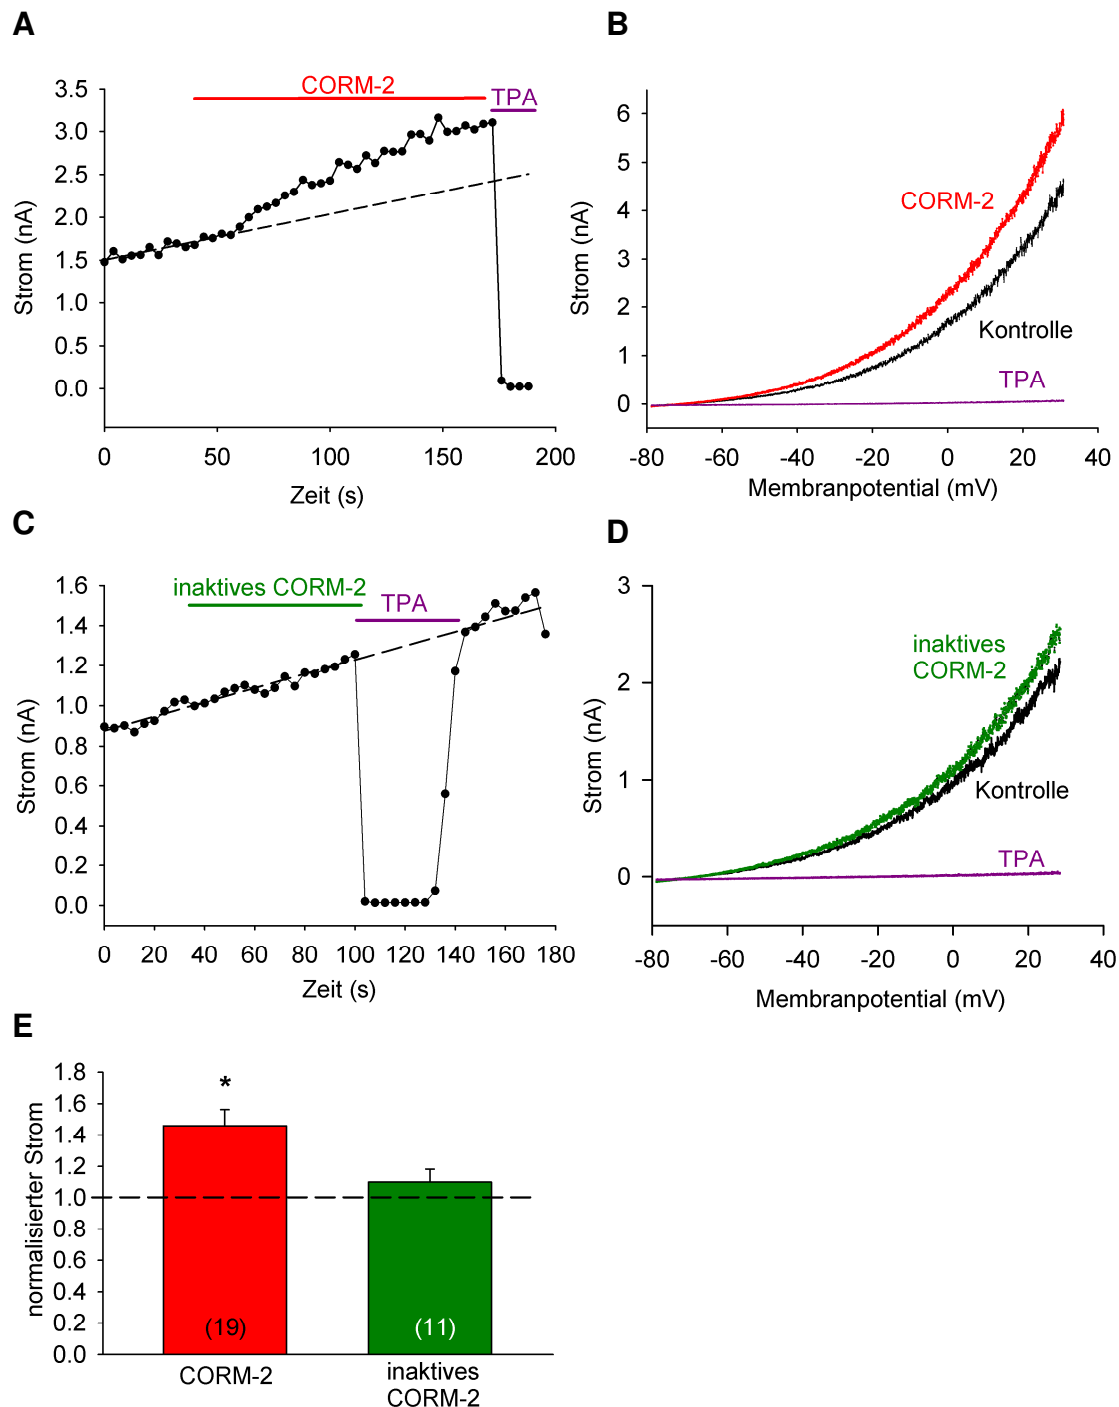 A
CORM-2
TPA
3.5
3.0
2.5
2.0
1.5
1.0
0.5
0.0
Strom (nA)
0 50 100 150 200
Zeit (s)
B
6
5
4
3
2
1
0
Strom (nA)
CORM-2
Kontrolle
TPA
-80 -60 -40 -20 0 20 40
Membranpotential (mV)
C
inaktives CORM-2
TPA
1.6
1.4
1.2
1.0
0.8
0.6
0.4
0.2
0.0
Strom (nA)
0 20 40 60 80 100 120 140 160 180
Zeit (s)
D
3
2
1
0
Strom (nA)
inaktives
CORM-2
Kontrolle
TPA
-80 -60 -40 -20 0 20 40
Membranpotential (mV)
E
1.8
1.6
1.4
1.2
1.0
0.8
0.6
0.4
0.2
0.0
normalisierter Strom
*
(19)
(11)
CORM-2
inaktives
CORM-2